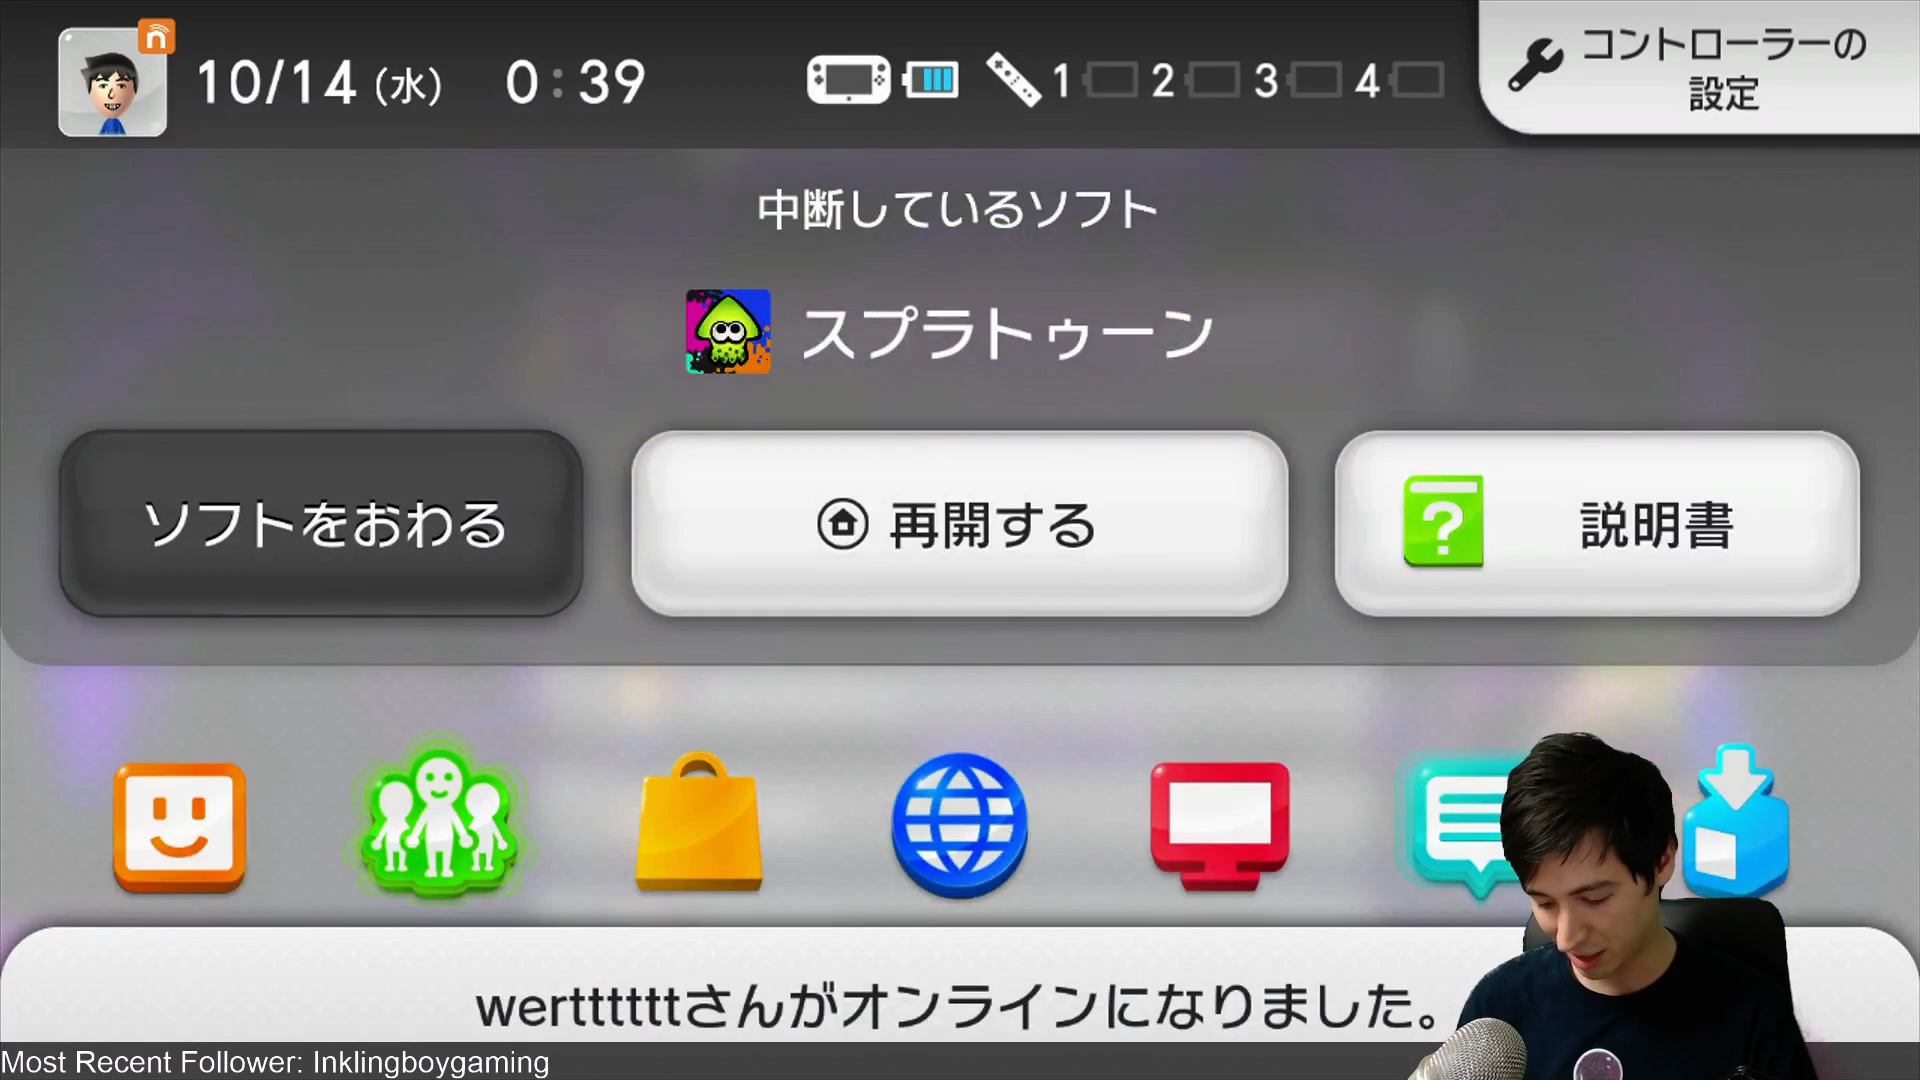 10/14 (水) 0:39
1 2 3 4
コントローラーの
設定
中断しているソフト
スプラトゥーン
ソフトをおわる
再開する
?
説明書
werttttttさんがオンラインになりました。
Most Recent Follower: Inklingboygaming